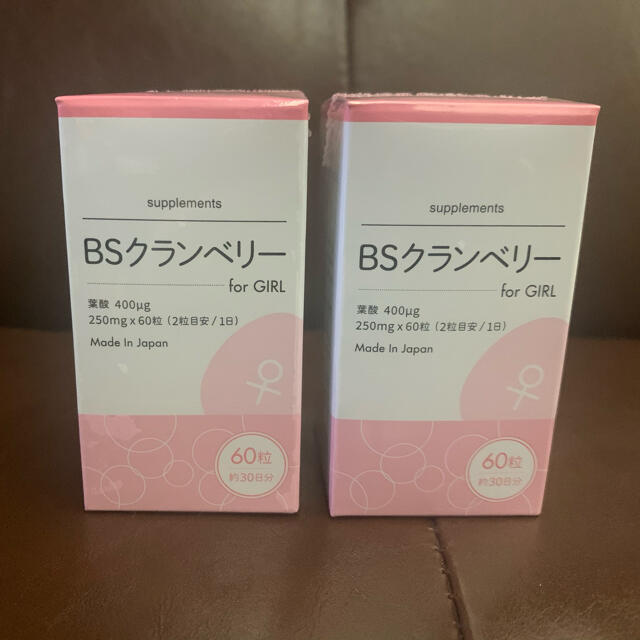 supplements
BSクランベリー
for GIRL
葉酸 400μg
250mg x 60粒 (2粒目安/1日)
Made In Japan
60粒
約30日分
supplements
BSクランベリー
for GIRL
葉酸 400μg
250mg x 60粒 (2粒目安/1日)
Made In Japan
60粒
約30日分